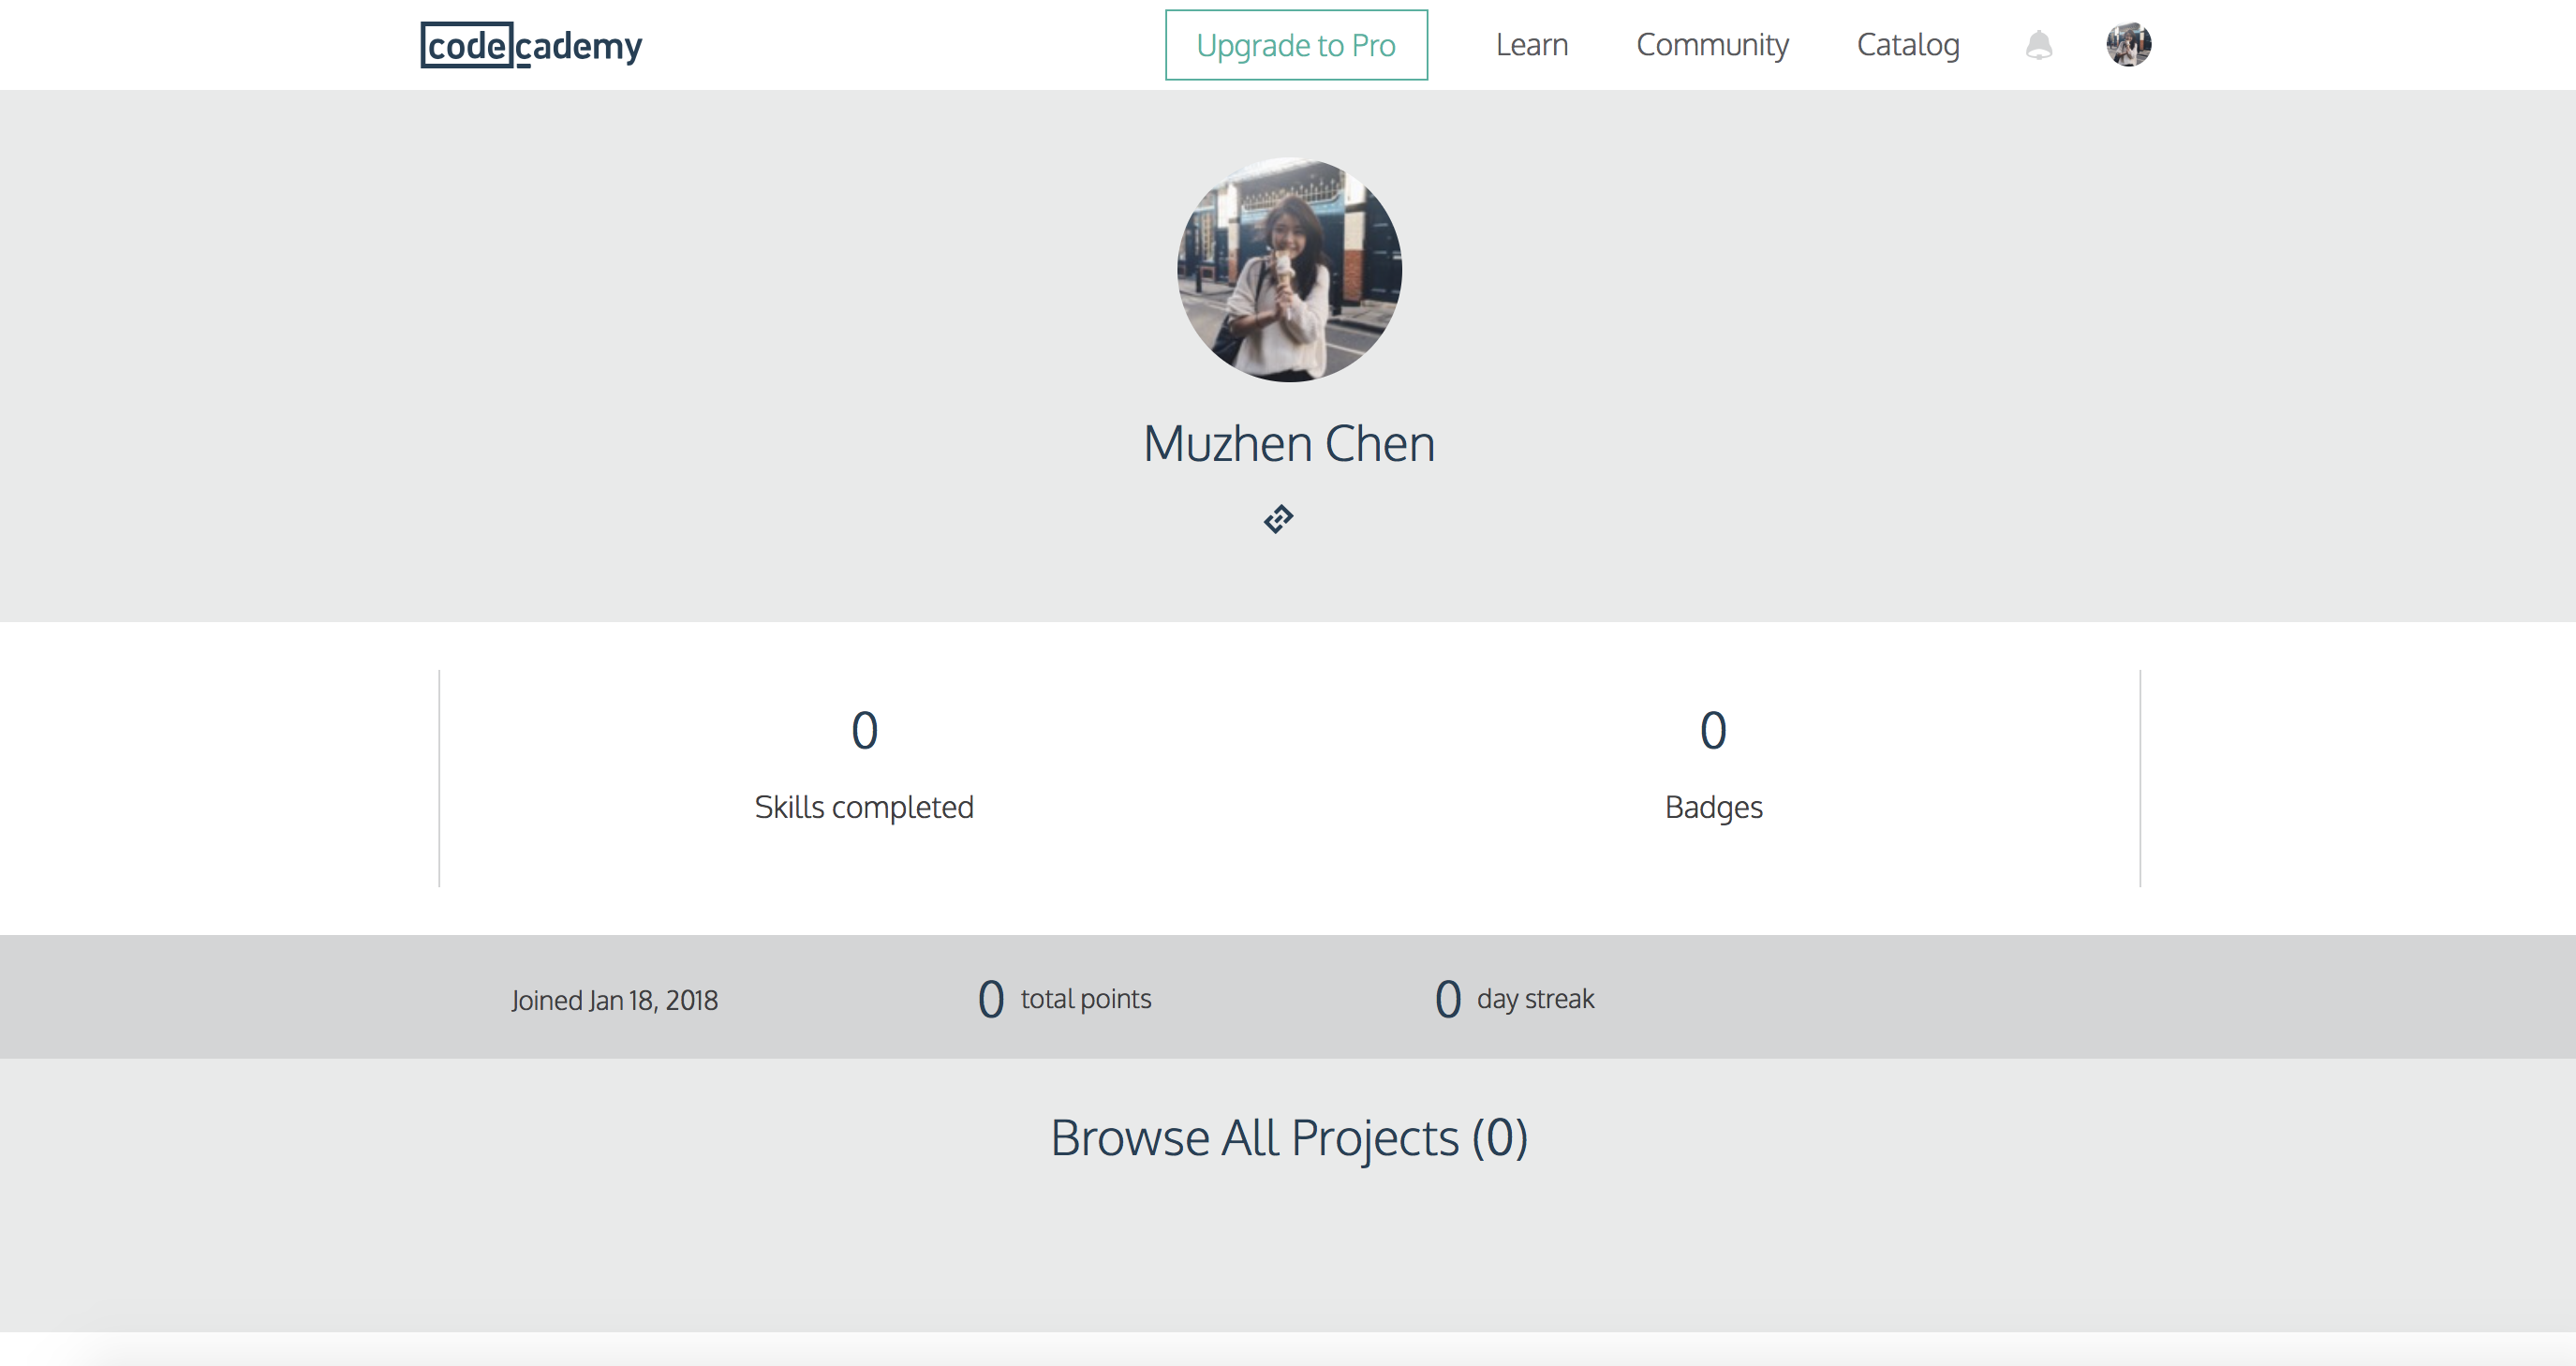 codecademy
Upgrade to Pro
Learn
Community
Catalog
Muzhen Chen
0
Skills completed
0
Badges
Joined Jan 18, 2018
0 total points
0 day streak
Browse All Projects (0)